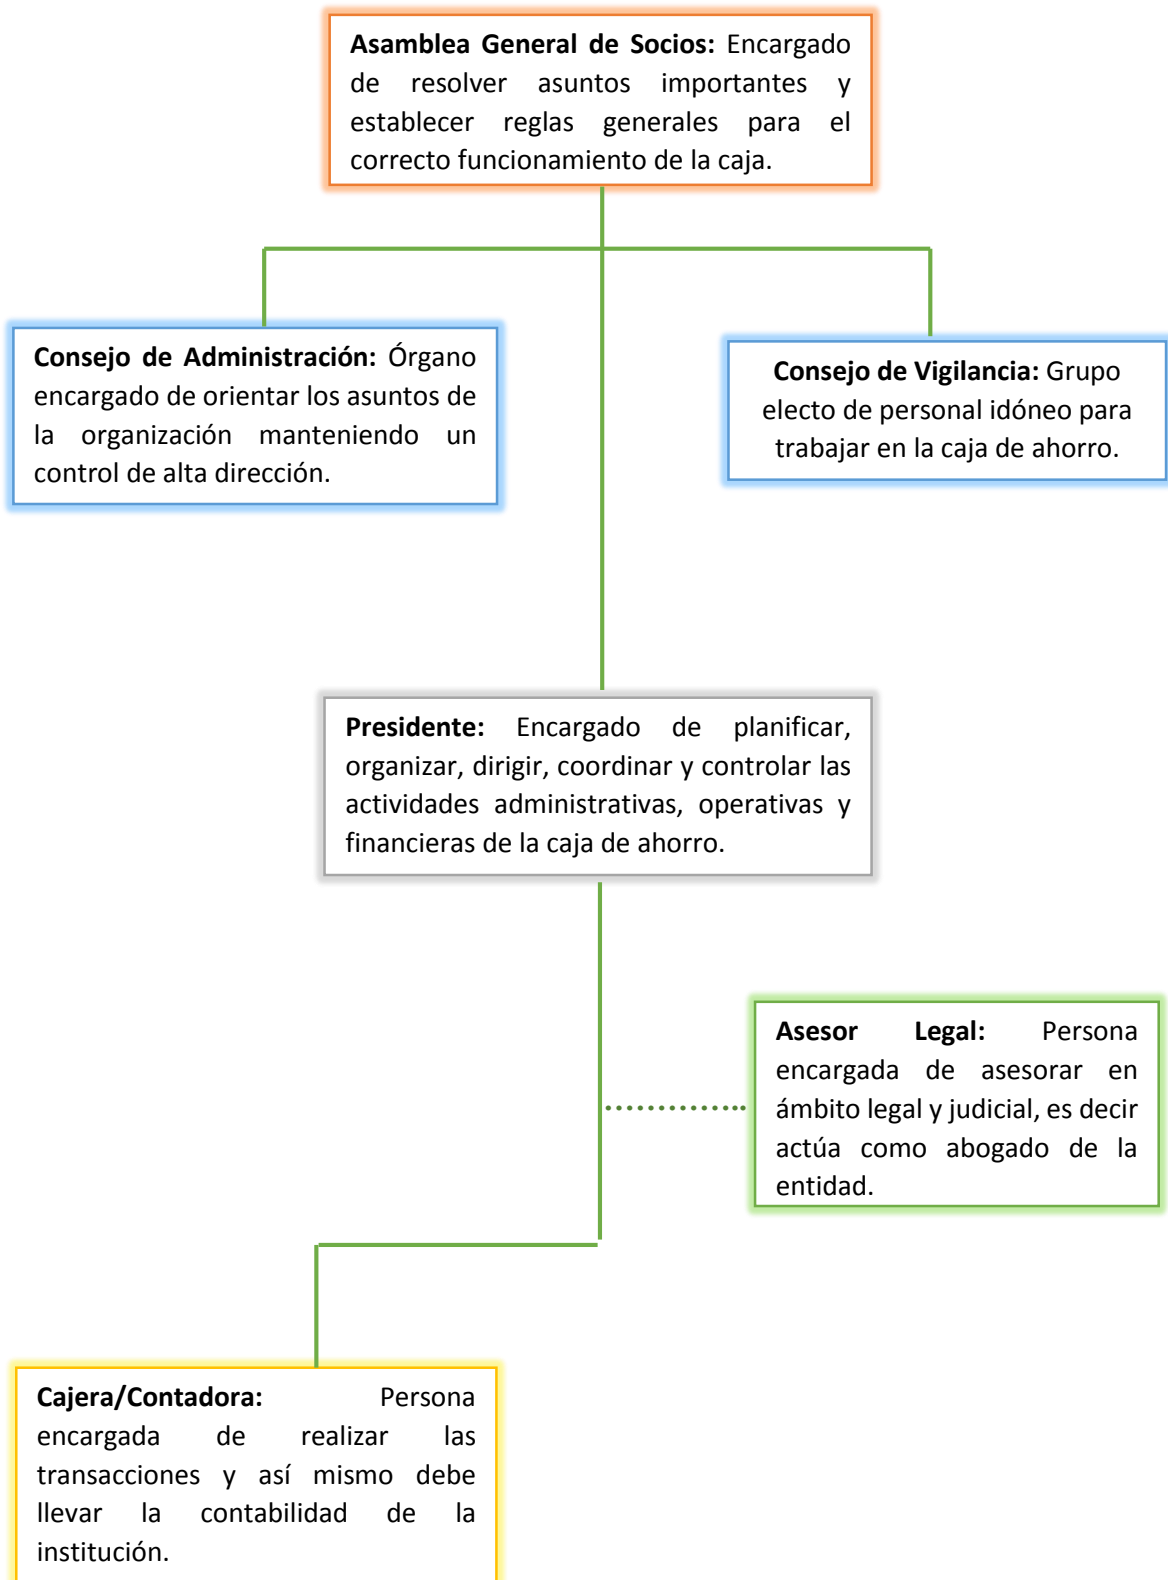 Asamblea General de Socios: Encargado
de resolver asuntos importantes y
establecer reglas generales para el
correcto funcionamiento de la caja.
Consejo de Administración: Órgano
encargado de orientar los asuntos de
la organización manteniendo un
control de alta dirección.
Consejo de Vigilancia: Grupo
electo de personal idóneo para
trabajar en la caja de ahorro.
Presidente: Encargado de planificar,
organizar, dirigir, coordinar y controlar las
actividades administrativas, operativas y
financieras de la caja de ahorro.
Asesor Legal: Persona
encargada de asesorar en
ámbito legal y judicial, es decir
actúa como abogado de la
entidad.
Cajera/Contadora: Persona
encargada de realizar las
transacciones y así mismo debe
llevar la contabilidad de la
institución.